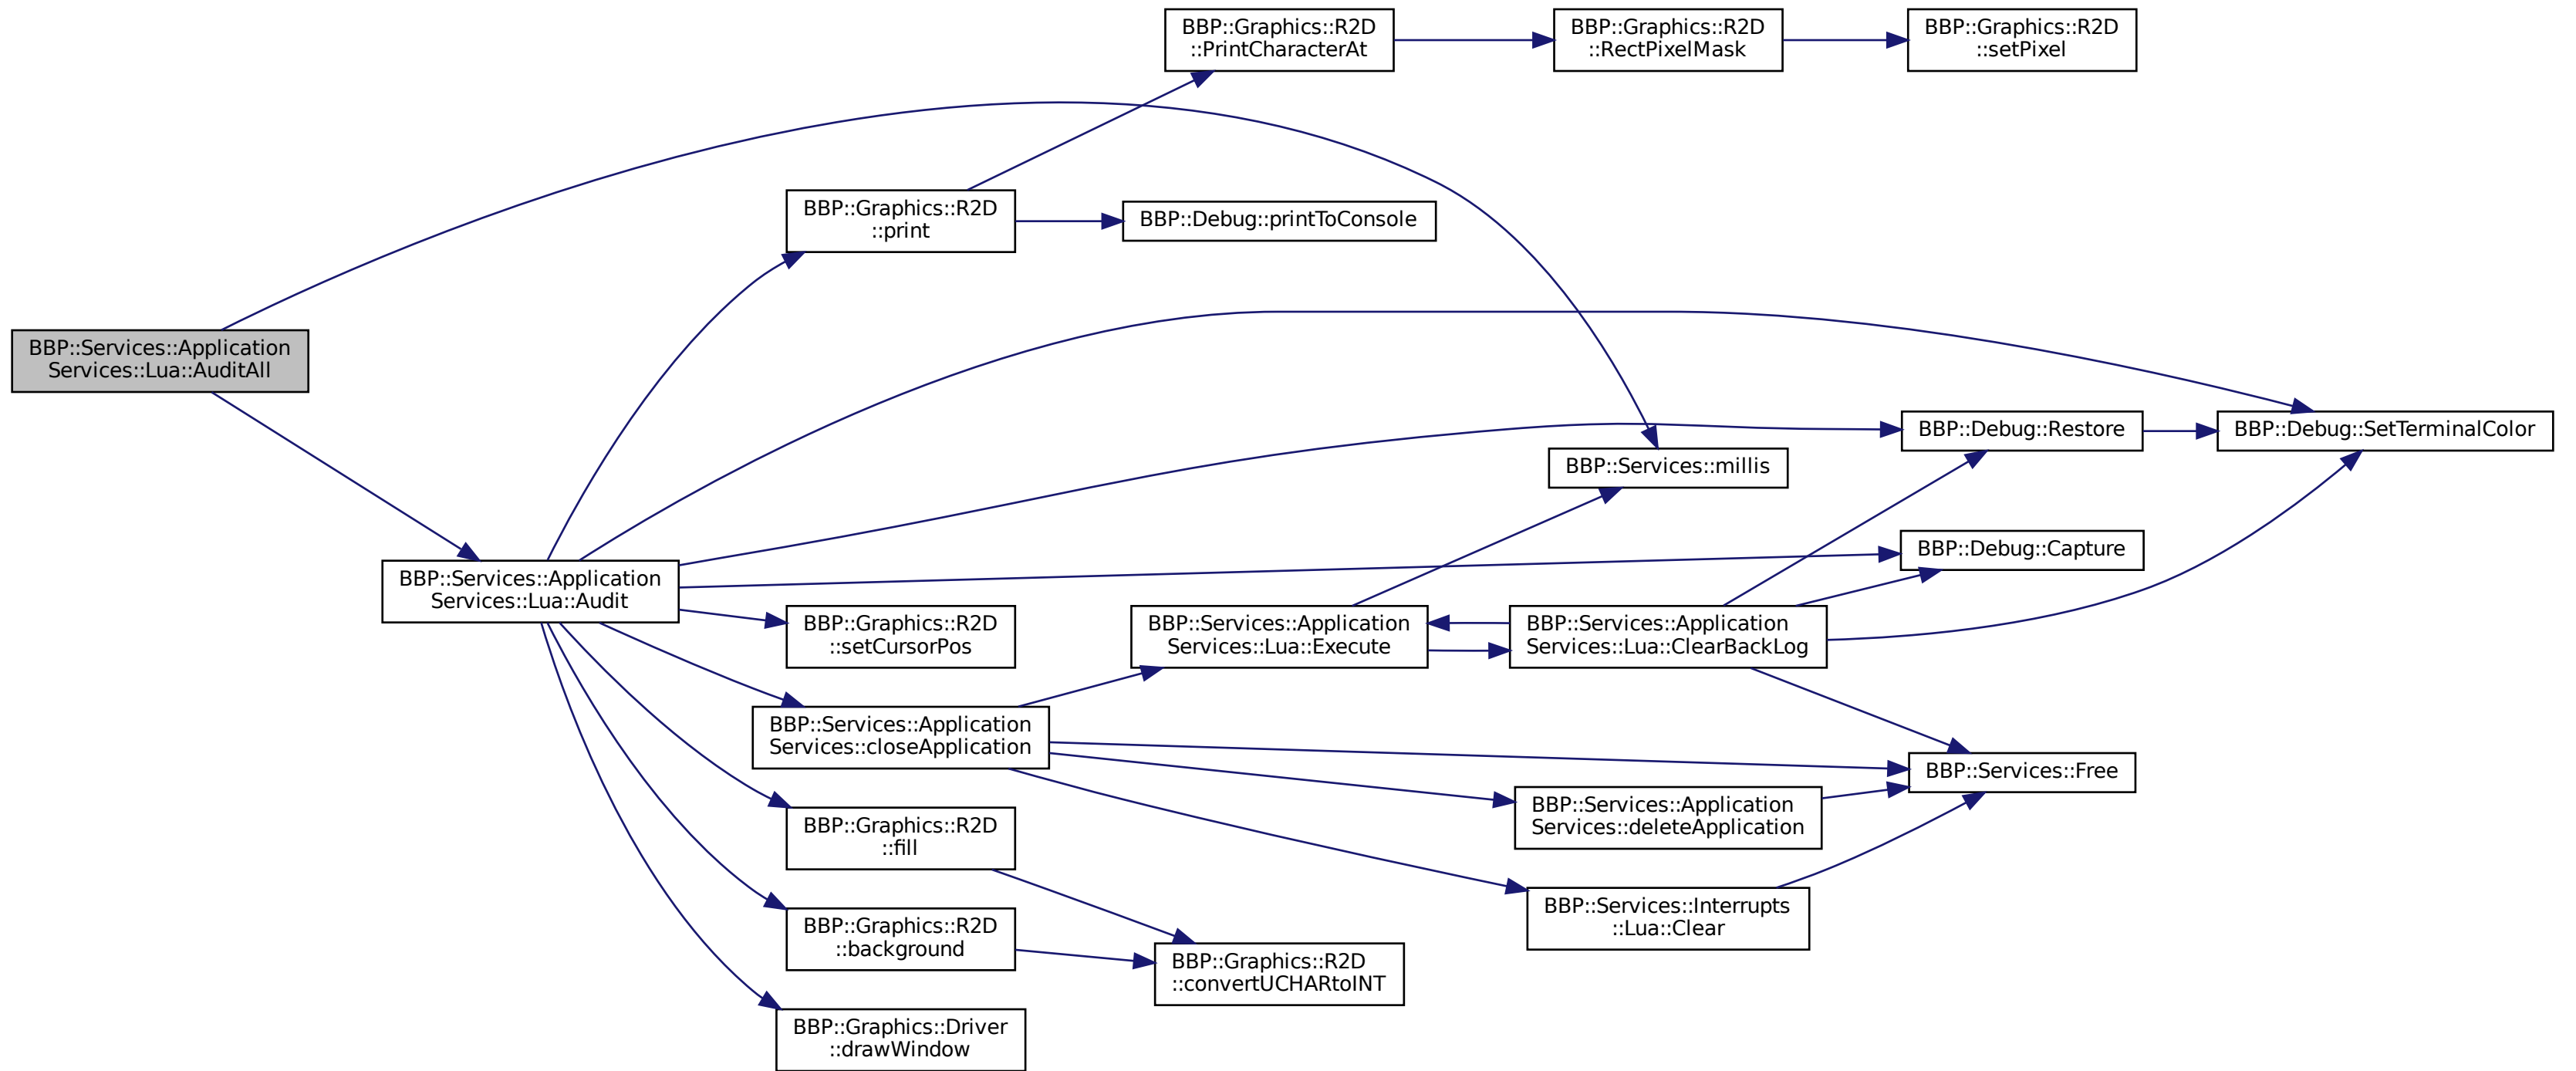 BBP::Graphics::R2D
::PrintCharacterAt
BBP::Graphics::R2D
::RectPixelMask
BBP::Graphics::R2D
::setPixel
BBP::Graphics::R2D
::print
BBP::Debug::printToConsole
BBP::Services::Application
Services::Lua::AuditAll
BBP::Debug::Restore
BBP::Debug::SetTerminalColor
BBP::Services::millis
BBP::Debug::Capture
BBP::Services::Application
Services::Lua::Audit
BBP::Graphics::R2D
::setCursorPos
BBP::Services::Application
Services::Lua::Execute
BBP::Services::Application
Services::Lua::ClearBackLog
BBP::Services::Application
Services::closeApplication
BBP::Services::Free
BBP::Services::Application
Services::deleteApplication
BBP::Graphics::R2D
::fill
BBP::Services::Interrupts
::Lua::Clear
BBP::Graphics::R2D
::background
BBP::Graphics::R2D
::convertUCHARtoINT
BBP::Graphics::Driver
::drawWindow